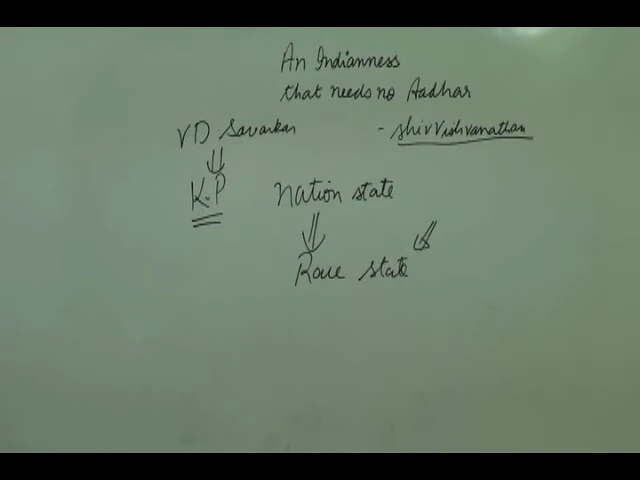 An Indianness
that needs no Aadhar
VD Savarkar
- Shiv Vishvanathan
K.P
nation state
Race state